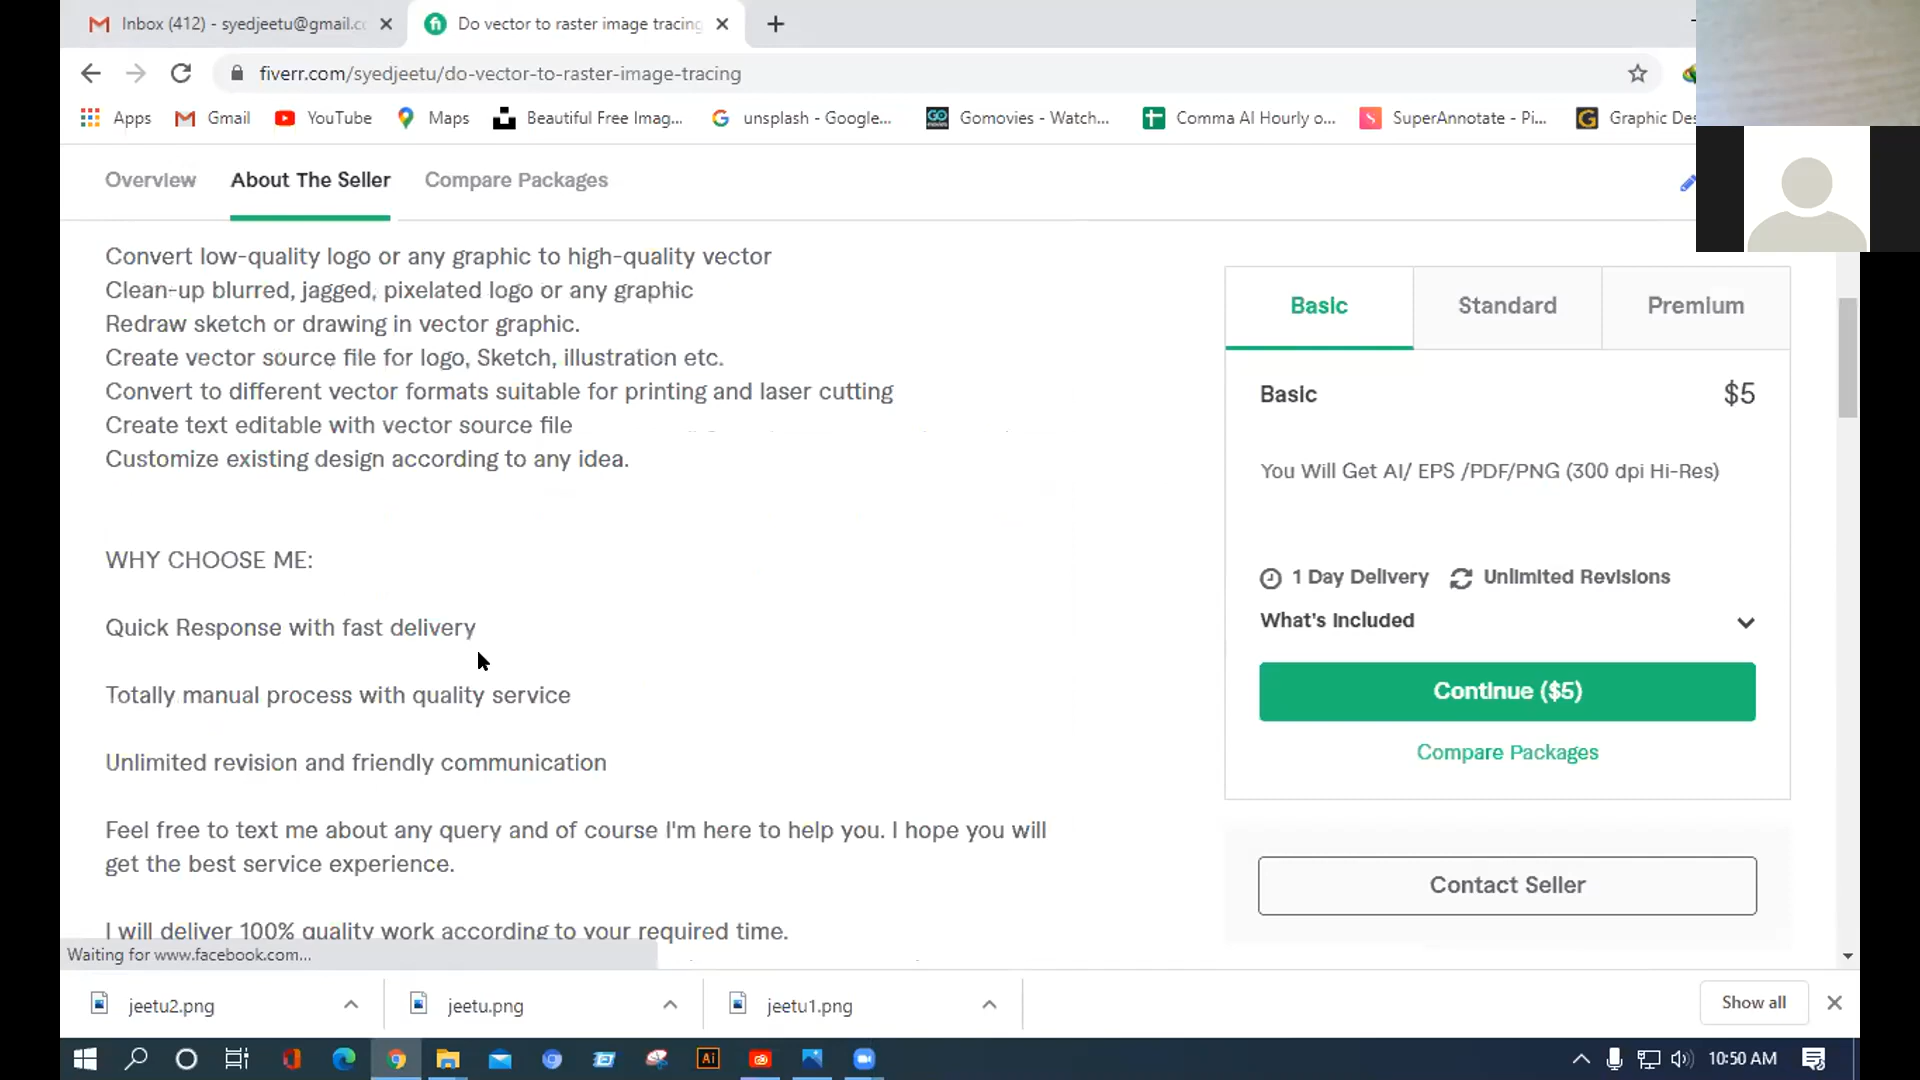 Inbox (412) - syedjeetu@gmail.co
Do vector to raster image tracing
fiverr.com/syedjeetu/do-vector-to-raster-image-tracing
Apps
Gmail
YouTube
Maps
Beautiful Free Imag...
unsplash - Google...
GO
Gomovies - Watch...
Comma AI Hourly o...
SuperAnnotate - Pi...
Graphic Des
Overview
About The Seller
Compare Packages
Convert low-quality logo or any graphic to high-quality vector
Clean-up blurred, jagged, pixelated logo or any graphic
Redraw sketch or drawing in vector graphic.
Create vector source file for logo, Sketch, illustration etc.
Convert to different vector formats suitable for printing and laser cutting
Create text editable with vector source file
Customize existing design according to any idea.
WHY CHOOSE ME:
Quick Response with fast delivery
Totally manual process with quality service
Unlimited revision and friendly communication
Feel free to text me about any query and of course I'm here to help you. I hope you will
get the best service experience.
I will deliver 100% quality work according to your required time.
Basic
Standard
Premium
Basic
$5
You Will Get AI/ EPS /PDF/PNG (300 dpi Hi-Res)
1 Day Delivery
Unlimited Revisions
What's Included
Continue ($5)
Compare Packages
Contact Seller
Waiting for www.facebook.com...
jeetu2.png
jeetu.png
jeetu1.png
Show all
Ai
10:50 AM